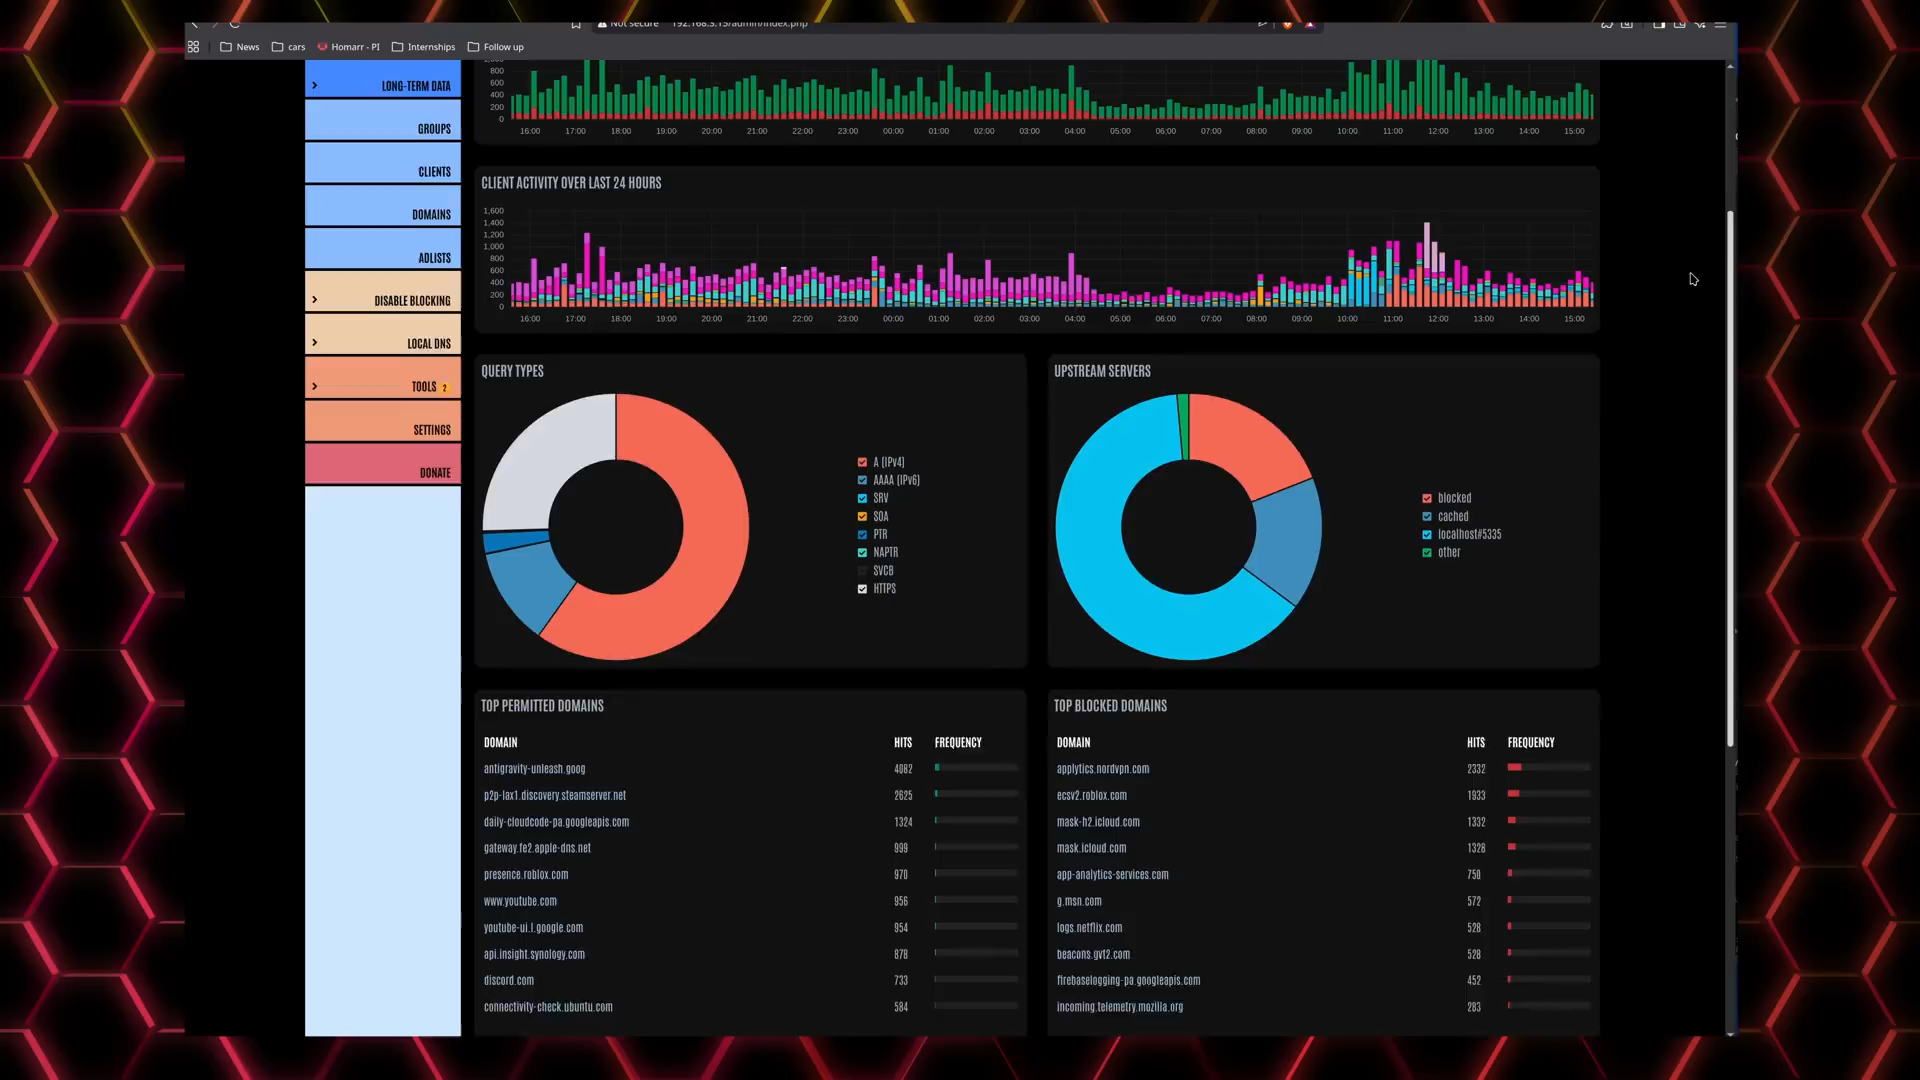 Not secure 192.168.3.15/admin/index.php
News cars Homarr - PI Internships Follow up
LONG-TERM DATA
GROUPS
CLIENTS
DOMAINS
ADLISTS
DISABLE BLOCKING
LOCAL DNS
TOOLS 2
SETTINGS
DONATE
800
600
400
200
0
16:00 17:00 18:00 19:00 20:00 21:00 22:00 23:00 00:00 01:00 02:00 03:00 04:00 05:00 06:00 07:00 08:00 09:00 10:00 11:00 12:00 13:00 14:00 15:00
CLIENT ACTIVITY OVER LAST 24 HOURS
1,600
1,400
1,200
1,000
800
600
400
200
0
16:00 17:00 18:00 19:00 20:00 21:00 22:00 23:00 00:00 01:00 02:00 03:00 04:00 05:00 06:00 07:00 08:00 09:00 10:00 11:00 12:00 13:00 14:00 15:00
QUERY TYPES
A (IPv4)
AAAA (IPv6)
SRV
SOA
PTR
NAPTR
SVCB
HTTPS
UPSTREAM SERVERS
blocked
cached
localhost#5335
other
TOP PERMITTED DOMAINS
DOMAIN HITS FREQUENCY
antigravity-unleash.goog 4082
p2p-lax1.discovery.steamserver.net 2625
daily-cloudcode-pa.googleapis.com 1324
gateway.fe2.apple-dns.net 999
presence.roblox.com 970
www.youtube.com 956
youtube-ui.l.google.com 954
api.insight.synology.com 878
discord.com 733
connectivity-check.ubuntu.com 584
TOP BLOCKED DOMAINS
DOMAIN HITS FREQUENCY
applytics.nordvpn.com 2332
ecsv2.roblox.com 1933
mask-h2.icloud.com 1332
mask.icloud.com 1328
app-analytics-services.com 750
g.msn.com 572
logs.netflix.com 528
beacons.gvt2.com 528
firebaselogging-pa.googleapis.com 452
incoming.telemetry.mozilla.org 283